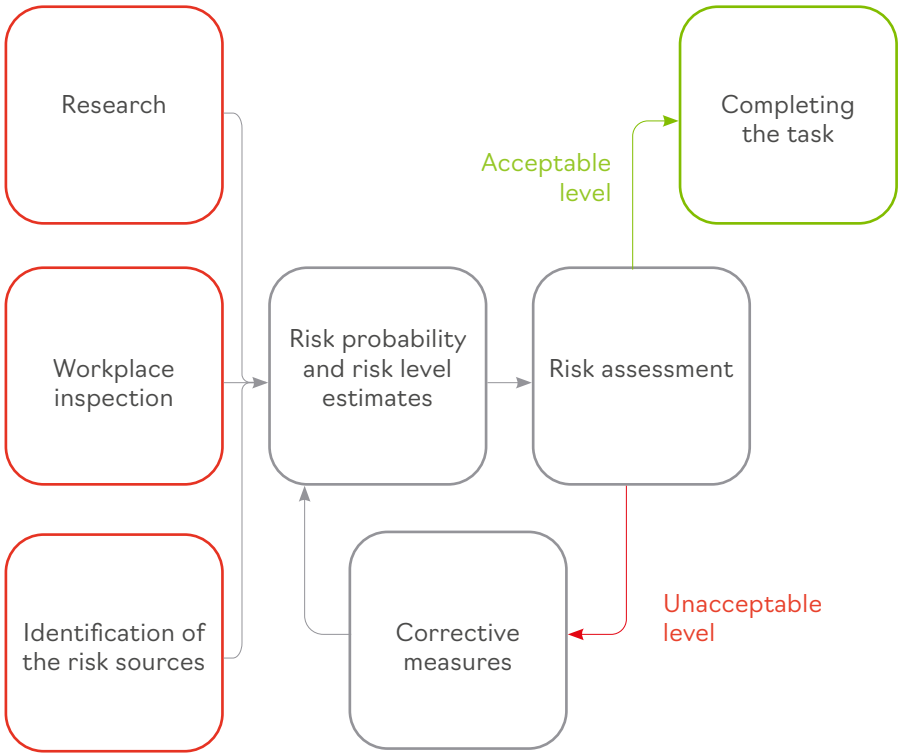 Research
Completing
the task
Acceptable
level
Workplace
inspection
Risk probability
and risk level
estimates
Risk assessment
Identification of
the risk sources
Corrective
measures
Unacceptable
level